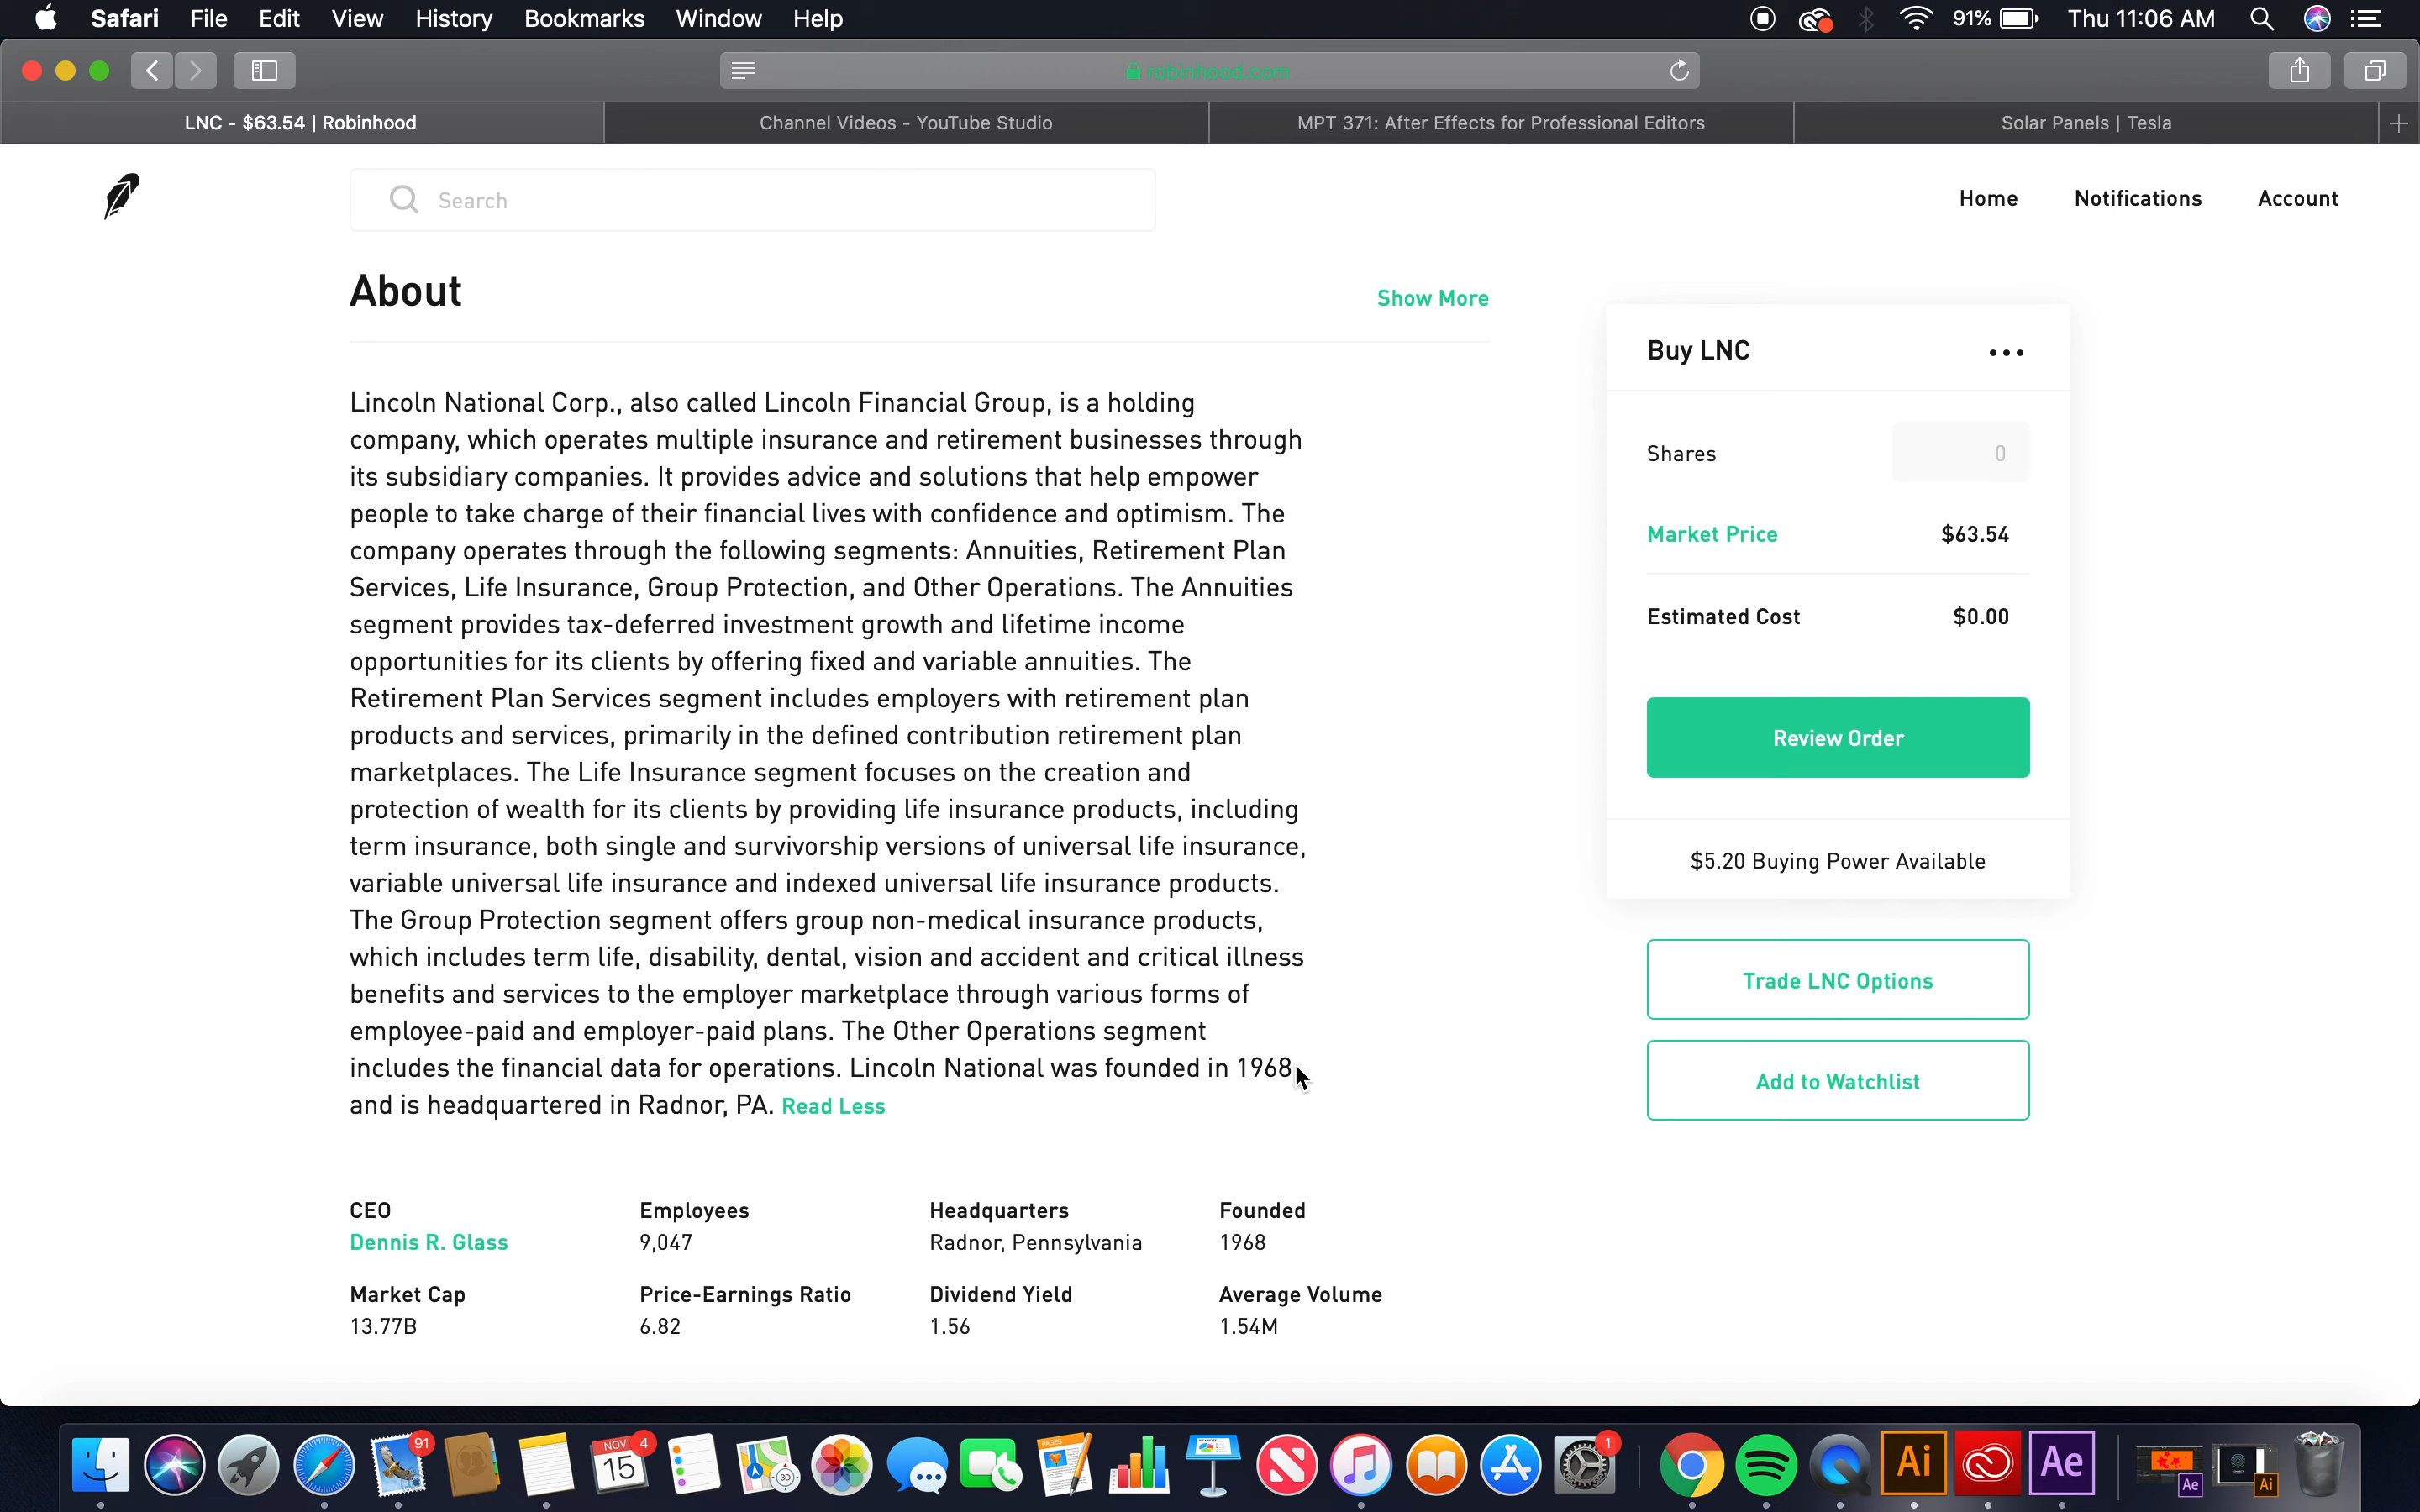 Safari File Edit View History Bookmarks Window Help 91% Thu 11:06 AM
robinhood.com
LNC - $63.54 | Robinhood
Channel Videos - YouTube Studio
MPT 371: After Effects for Professional Editors
Solar Panels | Tesla
Search
Home Notifications Account
About
Show More
Lincoln National Corp., also called Lincoln Financial Group, is a holding
company, which operates multiple insurance and retirement businesses through
its subsidiary companies. It provides advice and solutions that help empower
people to take charge of their financial lives with confidence and optimism. The
company operates through the following segments: Annuities, Retirement Plan
Services, Life Insurance, Group Protection, and Other Operations. The Annuities
segment provides tax-deferred investment growth and lifetime income
opportunities for its clients by offering fixed and variable annuities. The
Retirement Plan Services segment includes employers with retirement plan
products and services, primarily in the defined contribution retirement plan
marketplaces. The Life Insurance segment focuses on the creation and
protection of wealth for its clients by providing life insurance products, including
term insurance, both single and survivorship versions of universal life insurance,
variable universal life insurance and indexed universal life insurance products.
The Group Protection segment offers group non-medical insurance products,
which includes term life, disability, dental, vision and accident and critical illness
benefits and services to the employer marketplace through various forms of
employee-paid and employer-paid plans. The Other Operations segment
includes the financial data for operations. Lincoln National was founded in 1968
and is headquartered in Radnor, PA. Read Less
CEO
Dennis R. Glass
Employees
9,047
Headquarters
Radnor, Pennsylvania
Founded
1968
Market Cap
13.77B
Price-Earnings Ratio
6.82
Dividend Yield
1.56
Average Volume
1.54M
Buy LNC
Shares 0
Market Price $63.54
Estimated Cost $0.00
Review Order
$5.20 Buying Power Available
Trade LNC Options
Add to Watchlist
91
NOV
15
4
3D
PAGES
1
Ai
Ae
Ae
Ai